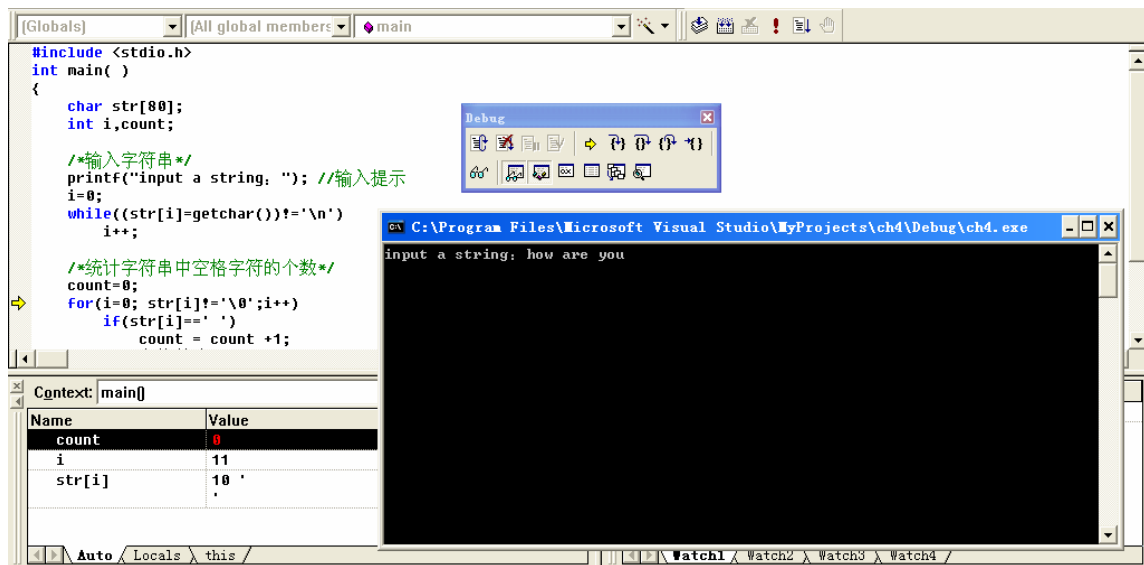 (Globals)
(All global members
main
#include <stdio.h>
int main( )
{
char str[80];
int i,count;
/*输入字符串*/
printf("input a string: "); //输入提示
i=0;
while((str[i]=getchar())!='\n')
i++;
/*统计字符串中空格字符的个数*/
count=0;
for(i=0; str[i]!='\0';i++)
if(str[i]==' ')
count = count +1;
Debug
C:\Program Files\Microsoft Visual Studio\MyProjects\ch4\Debug\ch4.exe
input a string: how are you
Context: main()
Name Value
count 0
i 11
str[i] 10 '
'
Auto Locals this
Watch1 Watch2 Watch3 Watch4